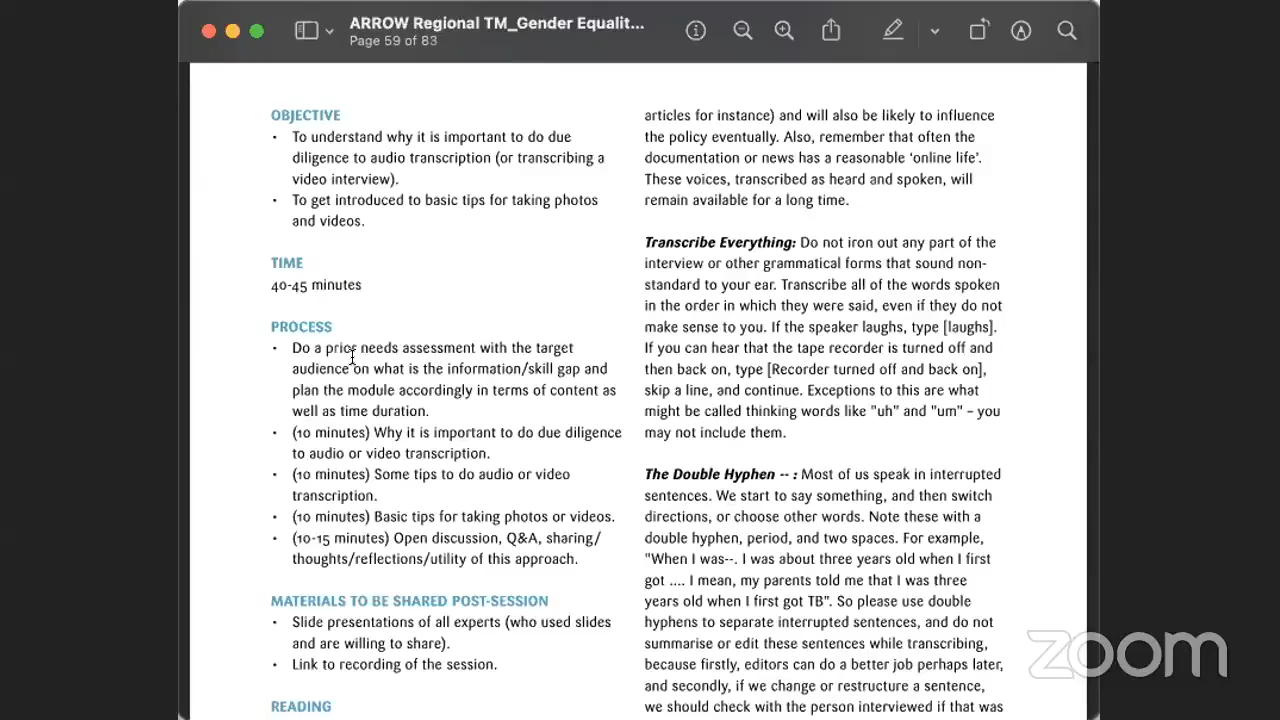 ARROW Regional TM_Gender Equalit...
Page 59 of 83
OBJECTIVE
• To understand why it is important to do due
diligence to audio transcription (or transcribing a
video interview).
• To get introduced to basic tips for taking photos
and videos.
TIME
40-45 minutes
PROCESS
• Do a prior needs assessment with the target
audience on what is the information/skill gap and
plan the module accordingly in terms of content as
well as time duration.
• (10 minutes) Why it is important to do due diligence
to audio or video transcription.
• (10 minutes) Some tips to do audio or video
transcription.
• (10 minutes) Basic tips for taking photos or videos.
• (10-15 minutes) Open discussion, Q&A, sharing/
thoughts/reflections/utility of this approach.
MATERIALS TO BE SHARED POST-SESSION
• Slide presentations of all experts (who used slides
and are willing to share).
• Link to recording of the session.
READING
articles for instance) and will also be likely to influence
the policy eventually. Also, remember that often the
documentation or news has a reasonable ‘online life’.
These voices, transcribed as heard and spoken, will
remain available for a long time.
Transcribe Everything: Do not iron out any part of the
interview or other grammatical forms that sound non-
standard to your ear. Transcribe all of the words spoken
in the order in which they were said, even if they do not
make sense to you. If the speaker laughs, type [laughs].
If you can hear that the tape recorder is turned off and
then back on, type [Recorder turned off and back on],
skip a line, and continue. Exceptions to this are what
might be called thinking words like "uh" and "um" – you
may not include them.
The Double Hyphen -- : Most of us speak in interrupted
sentences. We start to say something, and then switch
directions, or choose other words. Note these with a
double hyphen, period, and two spaces. For example,
"When I was--. I was about three years old when I first
got .... I mean, my parents told me that I was three
years old when I first got TB". So please use double
hyphens to separate interrupted sentences, and do not
summarise or edit these sentences while transcribing,
because firstly, editors can do a better job perhaps later,
and secondly, if we change or restructure a sentence,
we should check with the person interviewed if that was
zoom